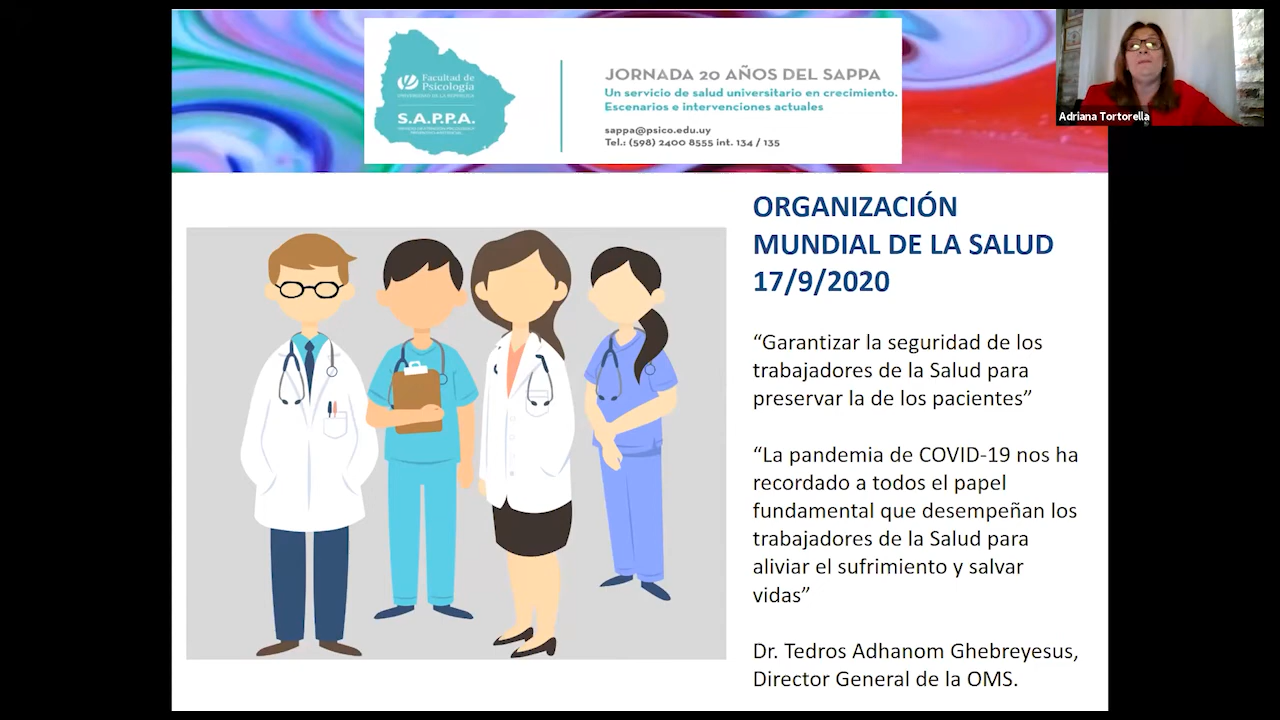 Facultad de
Psicología
UNIVERSIDAD DE LA REPÚBLICA
S.A.P.P.A.
JORNADA 20 AÑOS DEL SAPPA
Un servicio de salud universitario en crecimiento.
Escenarios e intervenciones actuales
sappa@psico.edu.uy
Tel.: (598) 2400 8555 int. 134 / 135
Adriana Tortorella
ORGANIZACIÓN
MUNDIAL DE LA SALUD
17/9/2020
“Garantizar la seguridad de los
trabajadores de la Salud para
preservar la de los pacientes”
“La pandemia de COVID-19 nos ha
recordado a todos el papel
fundamental que desempeñan los
trabajadores de la Salud para
aliviar el sufrimiento y salvar
vidas”
Dr. Tedros Adhanom Ghebreyesus,
Director General de la OMS.